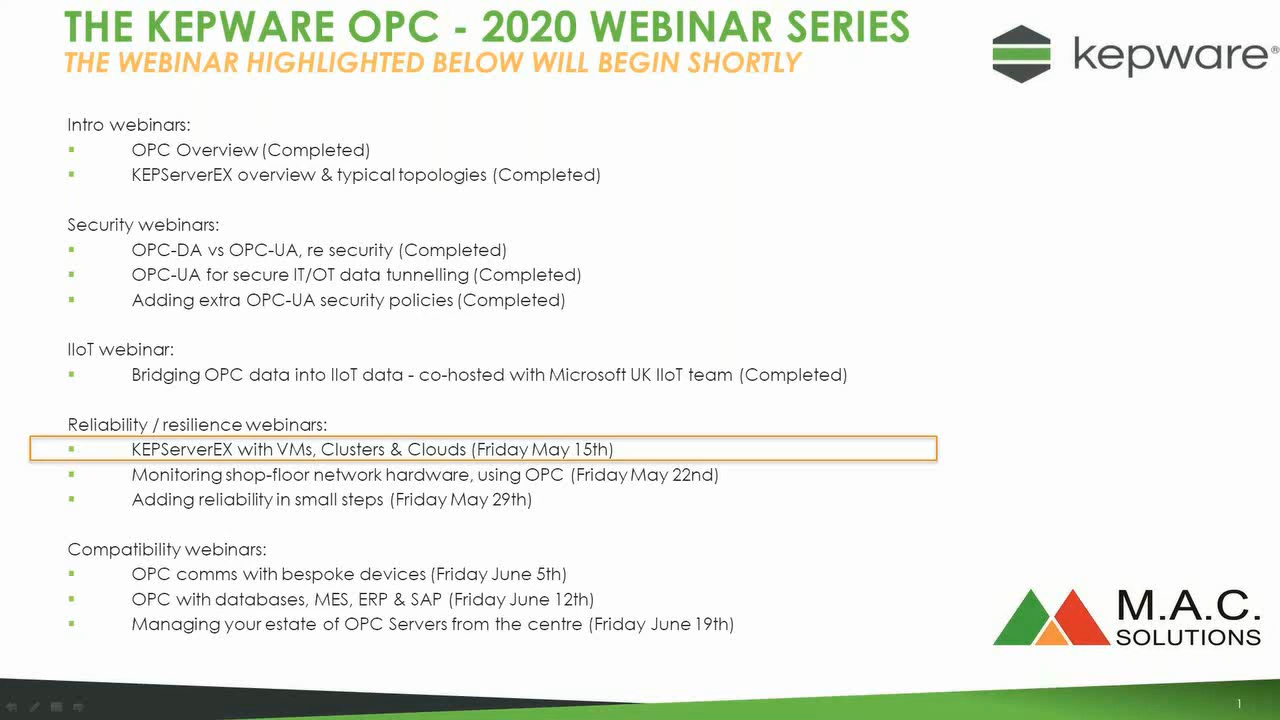 THE KEPWARE OPC - 2020 WEBINAR SERIES
THE WEBINAR HIGHLIGHTED BELOW WILL BEGIN SHORTLY
kepware®
Intro webinars:
OPC Overview (Completed)
KEPServerEX overview & typical topologies (Completed)
Security webinars:
OPC-DA vs OPC-UA, re security (Completed)
OPC-UA for secure IT/OT data tunnelling (Completed)
Adding extra OPC-UA security policies (Completed)
IIoT webinar:
Bridging OPC data into IIoT data - co-hosted with Microsoft UK IIoT team (Completed)
Reliability / resilience webinars:
KEPServerEX with VMs, Clusters & Clouds (Friday May 15th)
Monitoring shop-floor network hardware, using OPC (Friday May 22nd)
Adding reliability in small steps (Friday May 29th)
Compatibility webinars:
OPC comms with bespoke devices (Friday June 5th)
OPC with databases, MES, ERP & SAP (Friday June 12th)
Managing your estate of OPC Servers from the centre (Friday June 19th)
M.A.C.
SOLUTIONS
1